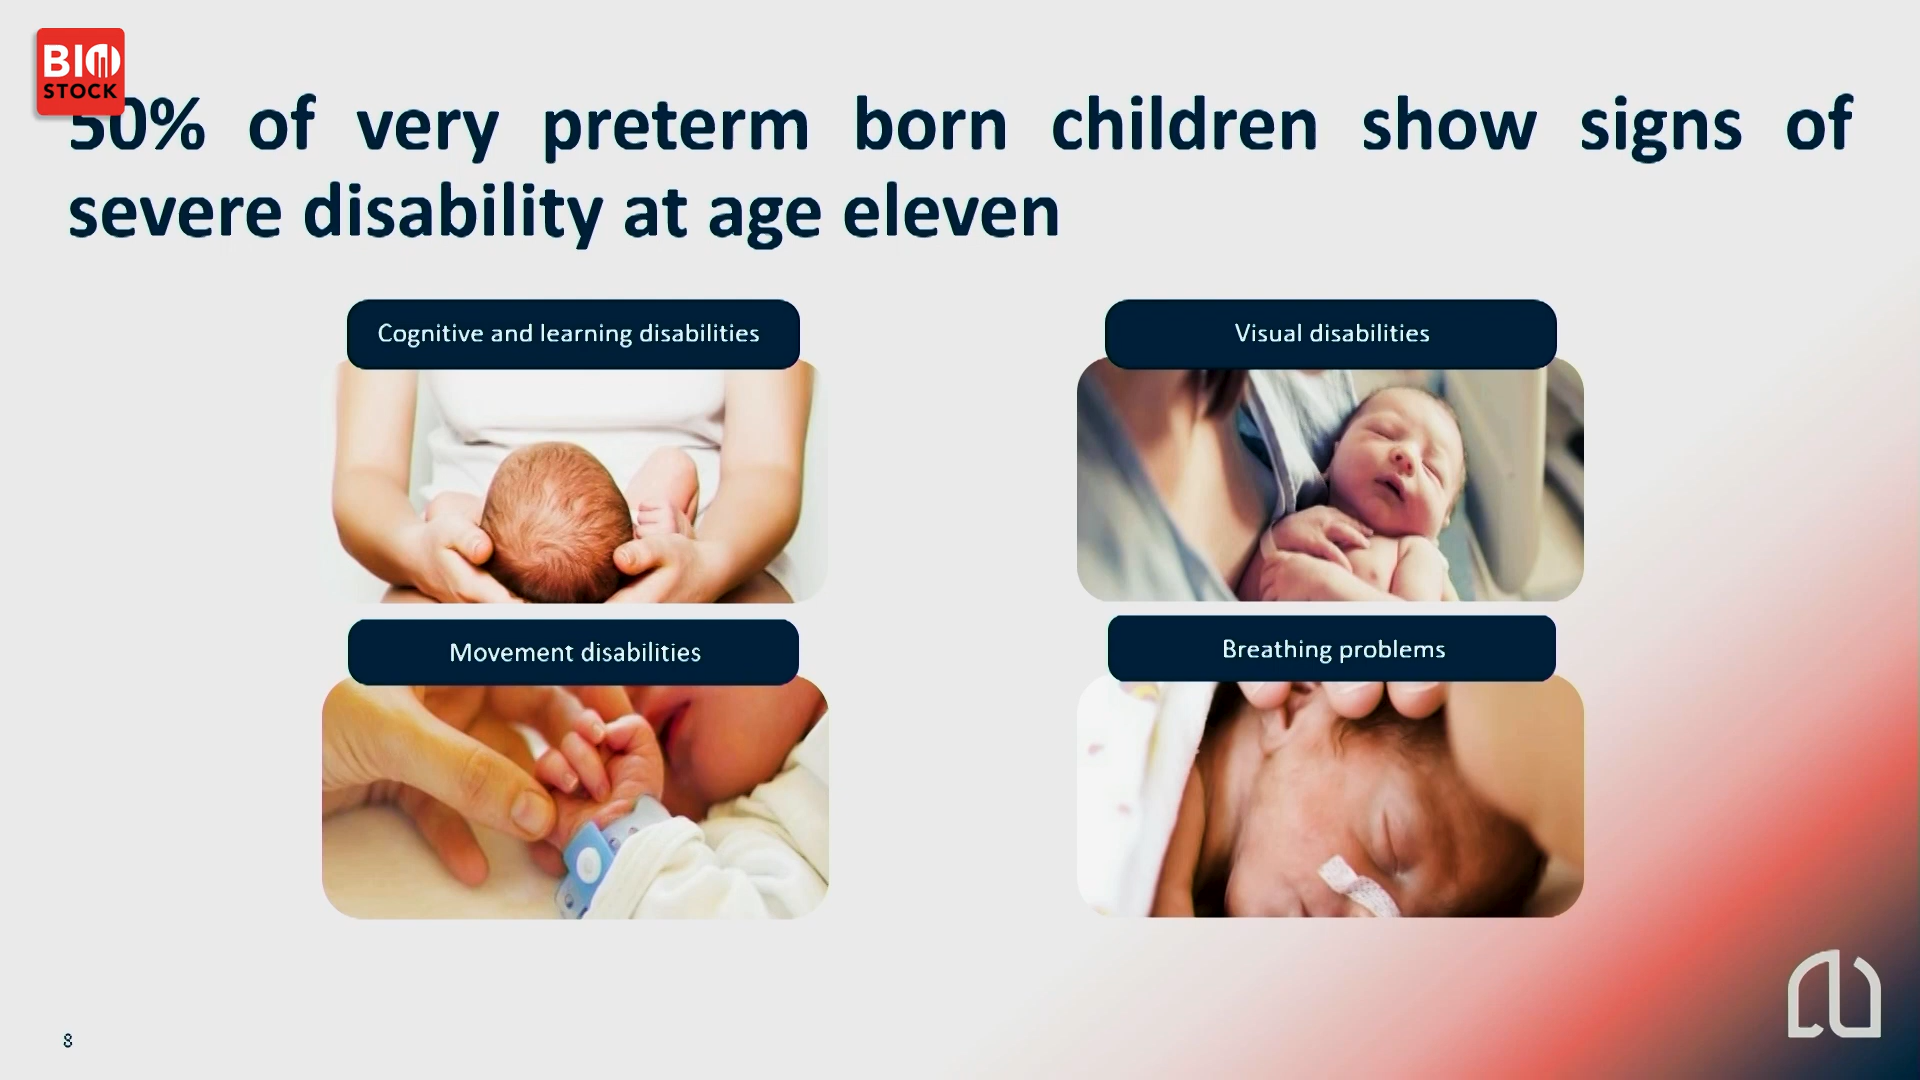 BIO
STOCK
50% of very preterm born children show signs of
severe disability at age eleven
Cognitive and learning disabilities
Visual disabilities
Movement disabilities
Breathing problems
8